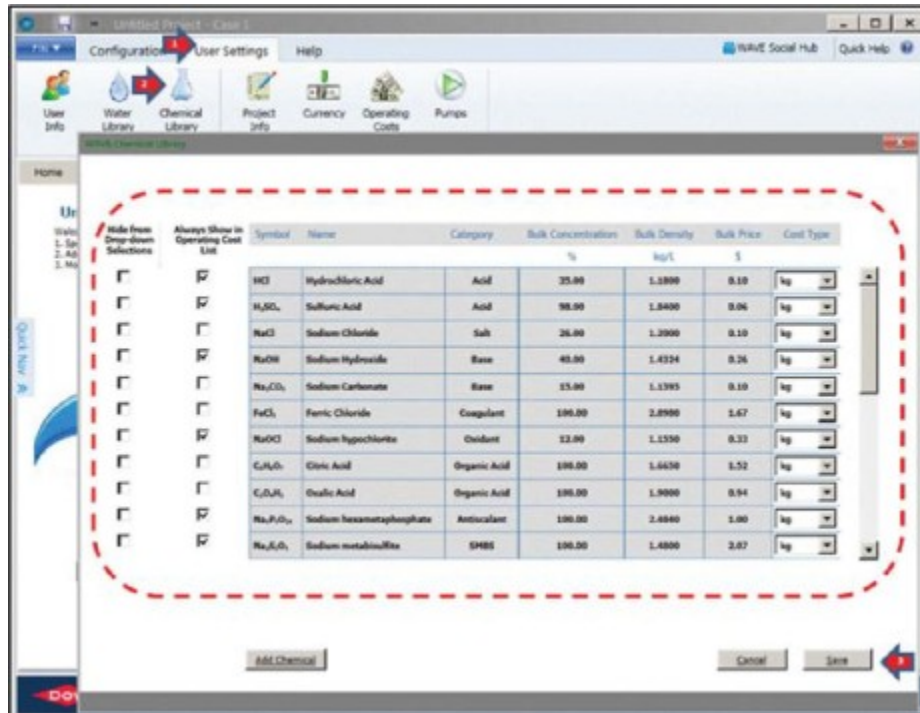 Untitled Project - Case 1
Configuration User Settings Help WAVE Social Hub Quick Help
1
2
User Info
Water Library
Chemical Library
Project Info
Currency
Operating Costs
Pumps
WAVE Chemical Library
Home
Quick Nav
Hide from Drop-down Selections
Always Show in Operating Cost List
Symbol Name Category Bulk Concentration Bulk Density Bulk Price Cost Type
% kg/L $
HCl Hydrochloric Acid Acid 35.00 1.1800 0.10 kg
H₂SO₄ Sulfuric Acid Acid 98.00 1.8400 0.06 kg
NaCl Sodium Chloride Salt 26.00 1.2000 0.10 kg
NaOH Sodium Hydroxide Base 40.00 1.4324 0.26 kg
Na₂CO₃ Sodium Carbonate Base 15.00 1.1395 0.10 kg
FeCl₃ Ferric Chloride Coagulant 100.00 2.8980 1.67 kg
NaOCl Sodium hypochlorite Oxidant 12.00 1.1550 0.33 kg
Citric Acid Organic Acid 100.00 1.6650 1.52 kg
Oxalic Acid Organic Acid 100.00 1.9000 0.94 kg
Sodium hexametaphosphate Antiscalant 100.00 2.4840 1.00 kg
Na₂S₂O₅ Sodium metabisulfite SMBS 100.00 1.4800 2.07 kg
Add Chemical Cancel Save 3